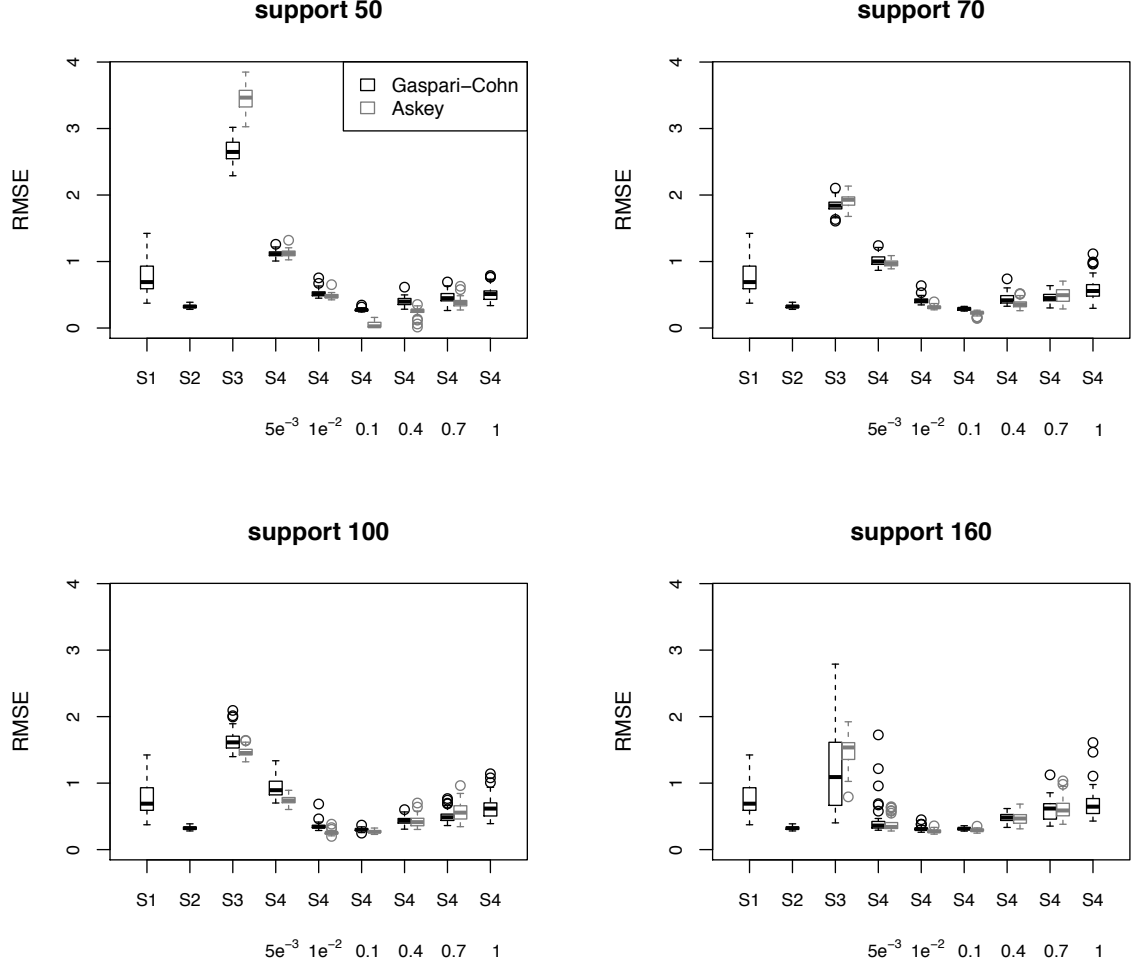 support 50
RMSE
0 1 2 3 4
Gaspari−Cohn
Askey
S1 S2 S3 S4 S4 S4 S4 S4 S4
5e−3 1e−2 0.1 0.4 0.7 1
support 70
RMSE
0 1 2 3 4
S1 S2 S3 S4 S4 S4 S4 S4 S4
5e−3 1e−2 0.1 0.4 0.7 1
support 100
RMSE
0 1 2 3 4
S1 S2 S3 S4 S4 S4 S4 S4 S4
5e−3 1e−2 0.1 0.4 0.7 1
support 160
RMSE
0 1 2 3 4
S1 S2 S3 S4 S4 S4 S4 S4 S4
5e−3 1e−2 0.1 0.4 0.7 1